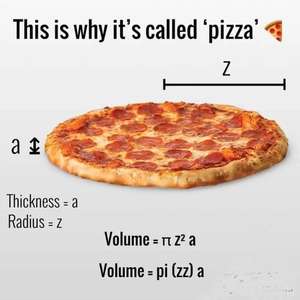 This is why it's called 'pizza' 🍕
z
a
Thickness = a
Radius = z
Volume = π z² a
Volume = pi (zz) a